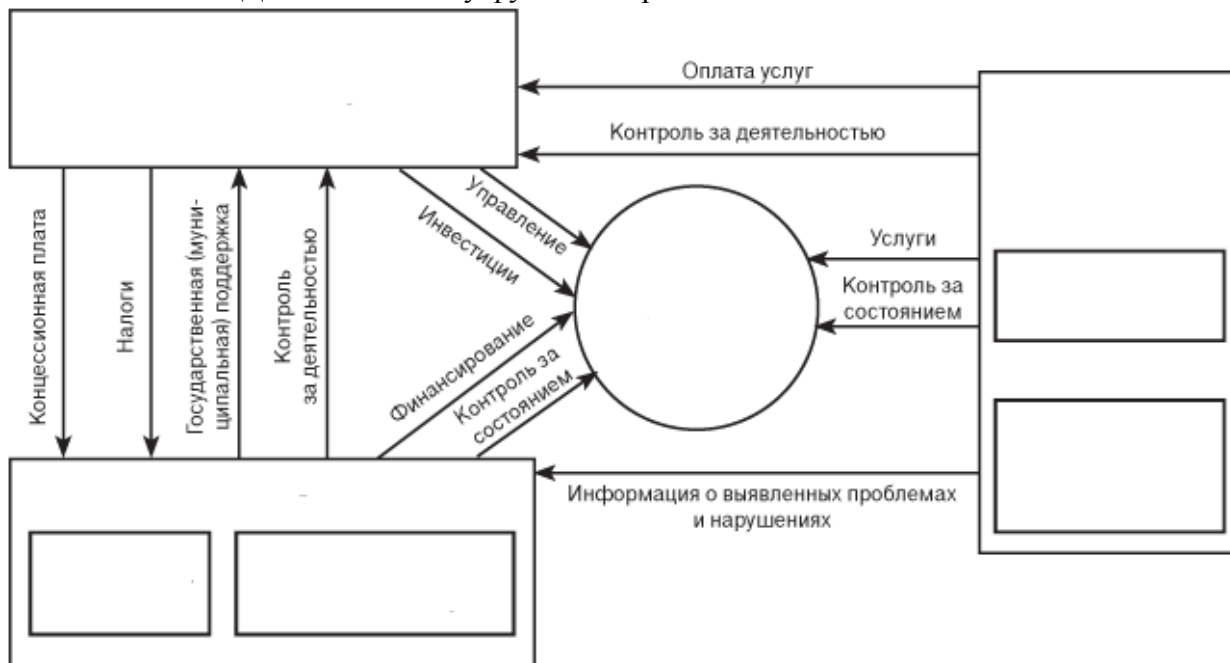 Оплата услуг
Контроль за деятельностью
Управление
Инвестиции
Услуги
Контроль за
состоянием
Концессионная плата
Налоги
Государственная (муни-
ципальная) поддержка
Контроль
за деятельностью
Финансирование
Контроль за
состоянием
Информация о выявленных проблемах
и нарушениях